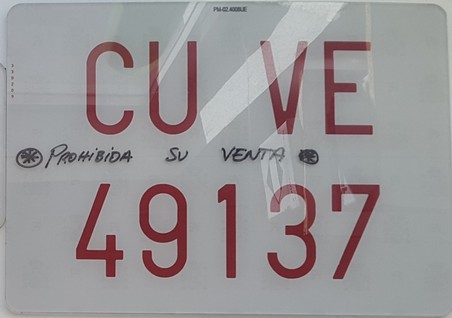 CU VE
PROHIBIDA SU VENTA
49137